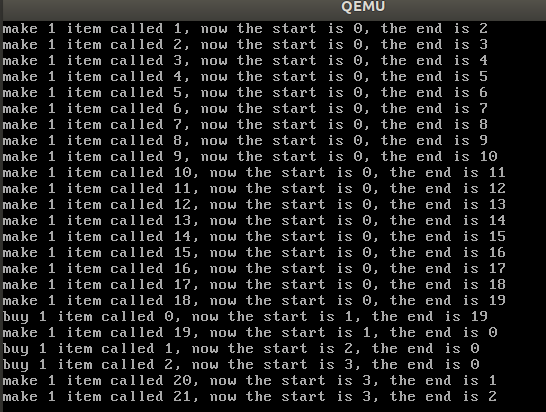 QEMU
make 1 item called 1, now the start is 0, the end is 2
make 1 item called 2, now the start is 0, the end is 3
make 1 item called 3, now the start is 0, the end is 4
make 1 item called 4, now the start is 0, the end is 5
make 1 item called 5, now the start is 0, the end is 6
make 1 item called 6, now the start is 0, the end is 7
make 1 item called 7, now the start is 0, the end is 8
make 1 item called 8, now the start is 0, the end is 9
make 1 item called 9, now the start is 0, the end is 10
make 1 item called 10, now the start is 0, the end is 11
make 1 item called 11, now the start is 0, the end is 12
make 1 item called 12, now the start is 0, the end is 13
make 1 item called 13, now the start is 0, the end is 14
make 1 item called 14, now the start is 0, the end is 15
make 1 item called 15, now the start is 0, the end is 16
make 1 item called 16, now the start is 0, the end is 17
make 1 item called 17, now the start is 0, the end is 18
make 1 item called 18, now the start is 0, the end is 19
buy 1 item called 0, now the start is 1, the end is 19
make 1 item called 19, now the start is 1, the end is 0
buy 1 item called 1, now the start is 2, the end is 0
buy 1 item called 2, now the start is 3, the end is 0
make 1 item called 20, now the start is 3, the end is 1
make 1 item called 21, now the start is 3, the end is 2